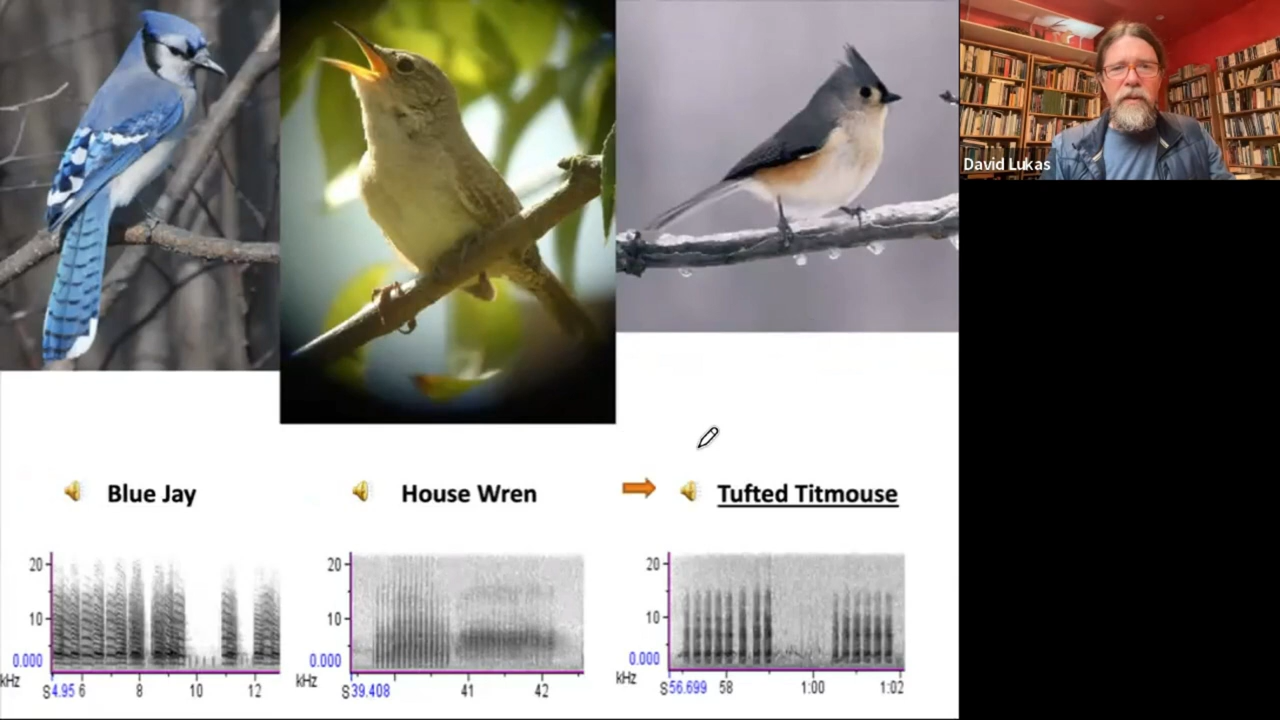 David Lukas
Blue Jay
House Wren
Tufted Titmouse
20
10
0.000
kHz
S4.95 6 8 10 12
20
10
0.000
kHz
S39.408 41 42
20
10
0.000
kHz
S56.699 58 1:00 1:02